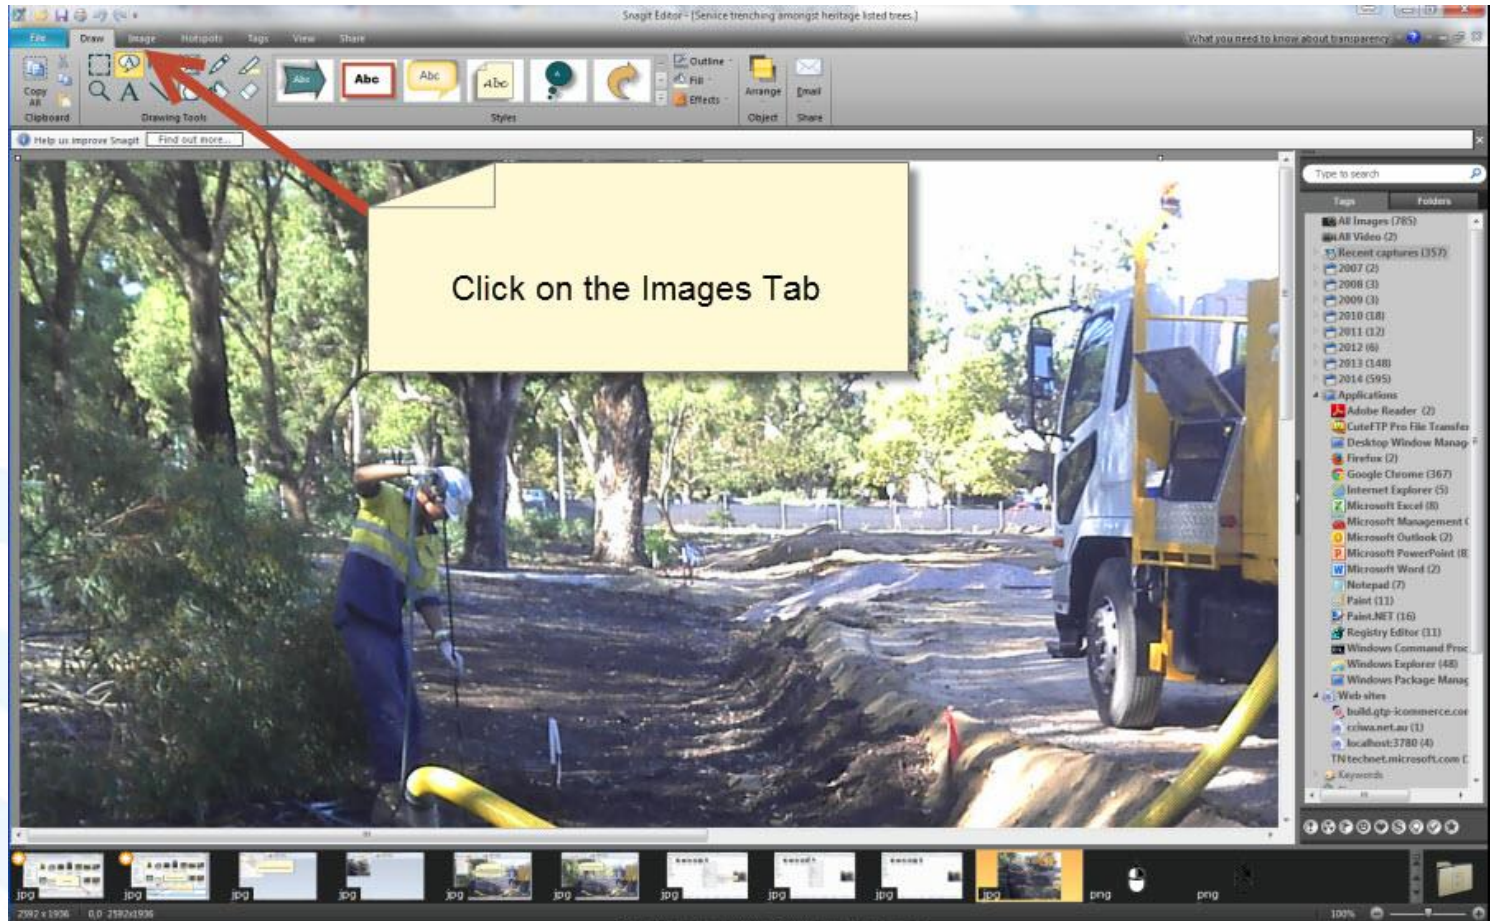 Snagit Editor - [Service trenching amongst heritage listed trees.]
File Draw Image Hotspots Tags View Share
What you need to know about transparency
Copy All
Abc Abc Abc Abc A
Outline
Fill
Effects
Arrange
Email
Clipboard Drawing Tools Styles Object Share
Help us improve Snagit Find out more...
Click on the Images Tab
Type to search
Tags Folders
All Images (785)
All Video (2)
Recent captures (357)
2007 (2)
2008 (3)
2009 (3)
2010 (18)
2011 (12)
2012 (6)
2013 (148)
2014 (595)
Applications
Adobe Reader (2)
CuteFTP Pro File Transfer
Desktop Window Manag
Firefox (2)
Google Chrome (367)
Internet Explorer (5)
Microsoft Excel (8)
Microsoft Management C
Microsoft Outlook (2)
Microsoft PowerPoint (8
Microsoft Word (2)
Notepad (7)
Paint (11)
Paint.NET (16)
Registry Editor (11)
Windows Command Proc
Windows Explorer (48)
Windows Package Manag
Web sites
build.gtp-icommerce.com
cciwa.net.au (1)
localhost:3780 (4)
TN technet.microsoft.com (
Keywords
jpg jpg jpg jpg jpg jpg jpg jpg jpg jpg png png
2592 x 1936 0,0 2592x1936
100%